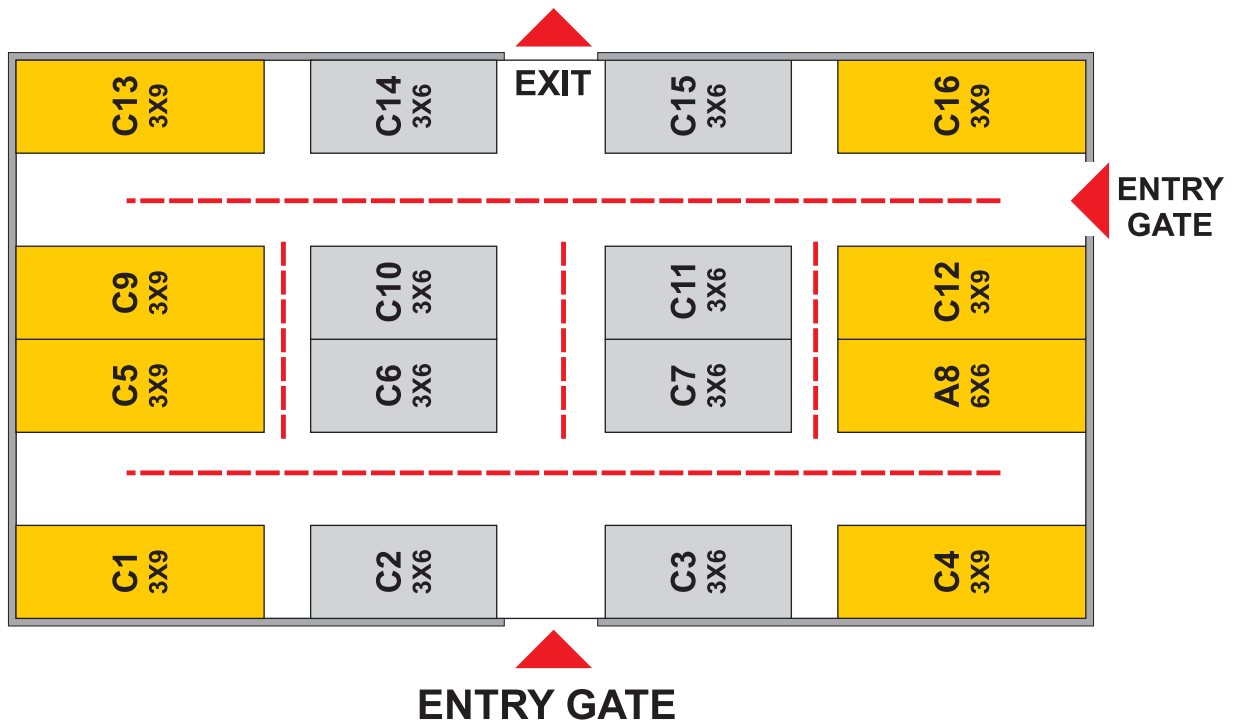 EXIT
C13
3X9
C14
3X6
C15
3X6
C16
3X9
ENTRY
GATE
C9
3X9
C10
3X6
C11
3X6
C12
3X9
C5
3X9
C6
3X6
C7
3X6
A8
6X6
C1
3X9
C2
3X6
C3
3X6
C4
3X9
ENTRY GATE